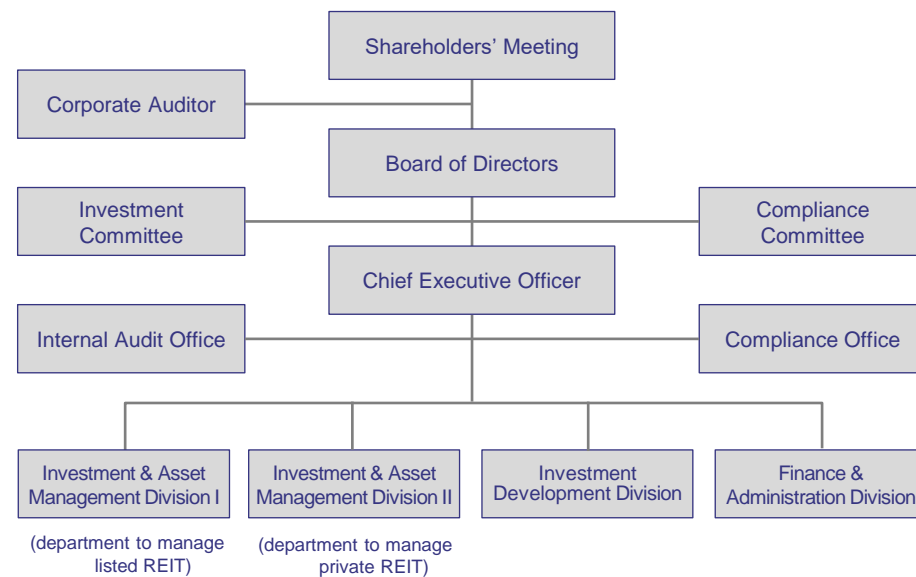 Shareholders’ Meeting
Corporate Auditor
Board of Directors
Investment
Committee
Compliance
Committee
Chief Executive Officer
Internal Audit Office
Compliance Office
Investment & Asset
Management Division I
(department to manage
listed REIT)
Investment & Asset
Management Division II
(department to manage
private REIT)
Investment
Development Division
Finance &
Administration Division